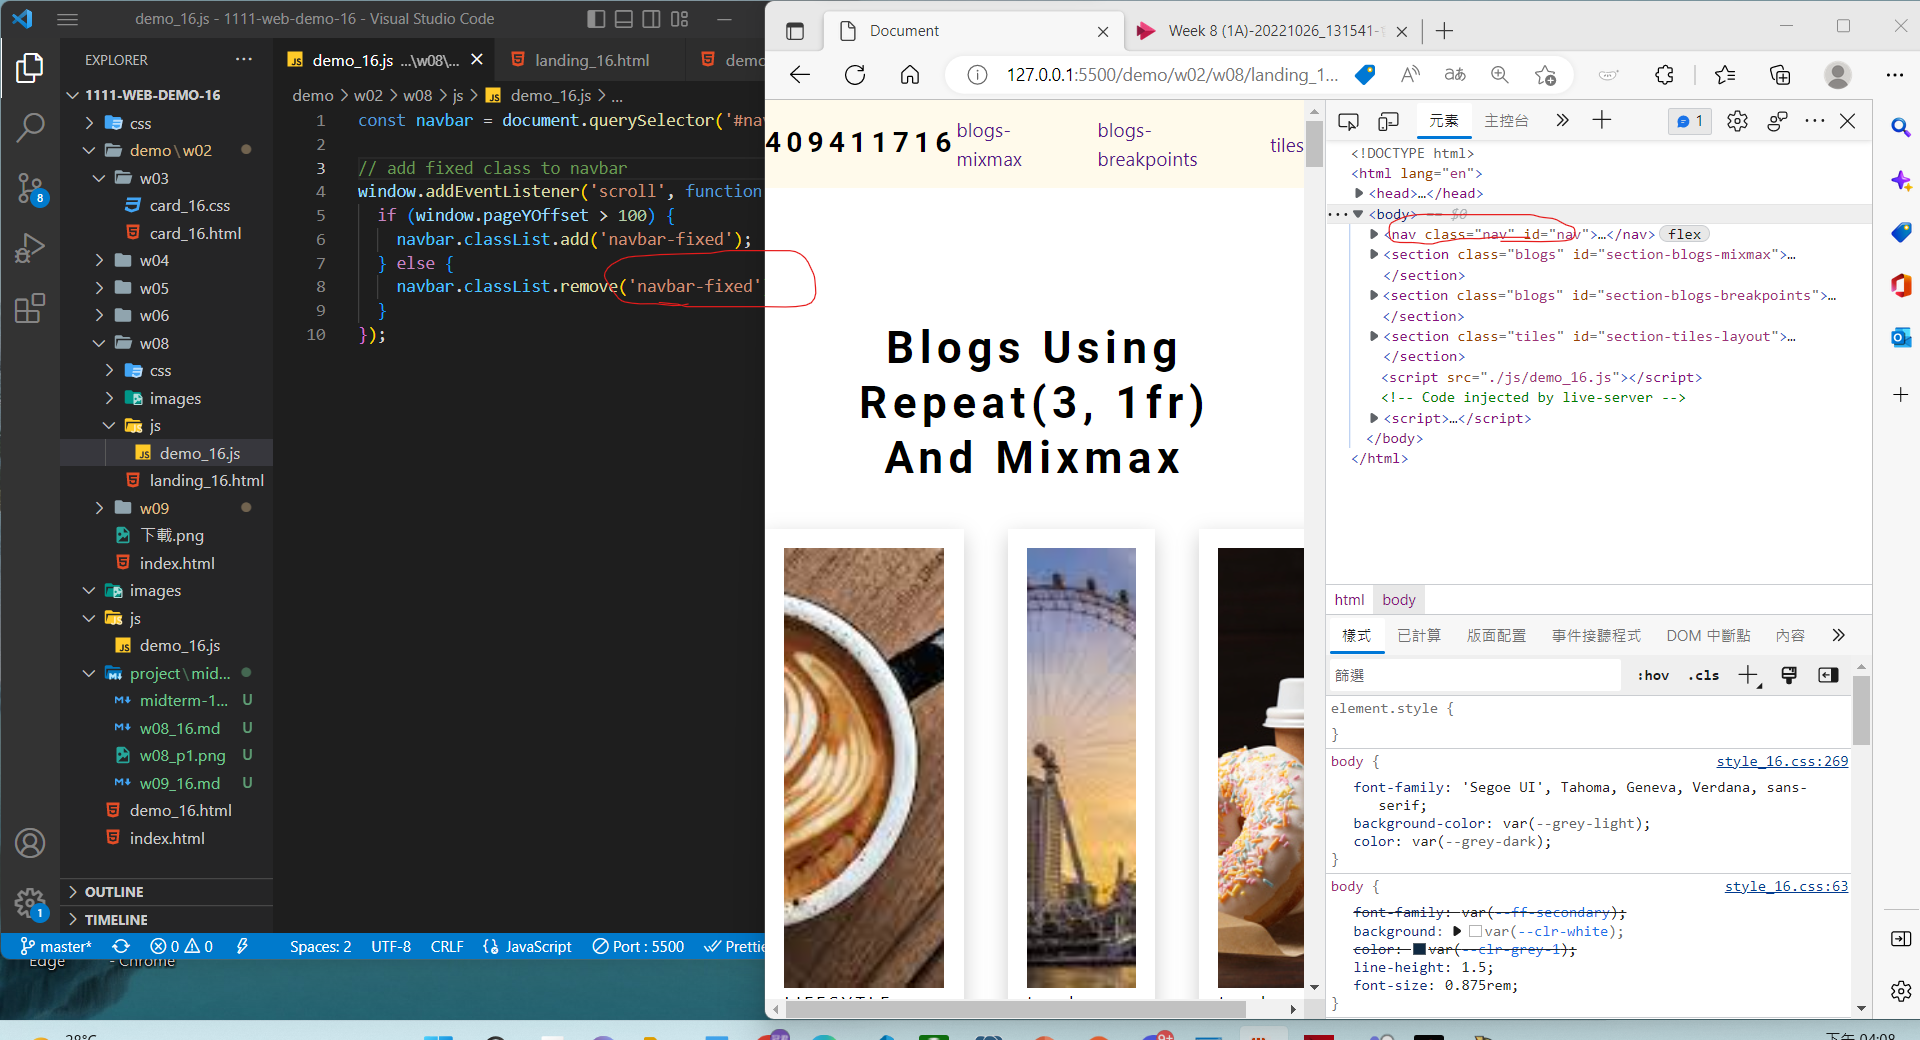 demo_16.js - 1111-web-demo-16 - Visual Studio Code
EXPLORER
1111-WEB-DEMO-16
css
demo\w02
w03
card_16.css
card_16.html
w04
w05
w06
w08
css
images
js
demo_16.js
landing_16.html
w09
下載.png
index.html
images
js
demo_16.js
project\mid...
midterm-1... U
w08_16.md U
w08_p1.png U
w09_16.md U
demo_16.html
index.html
OUTLINE
TIMELINE
8
1
demo_16.js ...\w08\...
landing_16.html
demo > w02 > w08 > js > demo_16.js > ...
1 const navbar = document.querySelector('#nav
2
3 // add fixed class to navbar
4 window.addEventListener('scroll', function
5 if (window.pageYOffset > 100) {
6 navbar.classList.add('navbar-fixed');
7 } else {
8 navbar.classList.remove('navbar-fixed'
9 }
10 });
master* 0 0 Spaces: 2 UTF-8 CRLF JavaScript Port : 5500
Edge - Chrome
Document
Week 8 (1A)-20221026_131541-
127.0.0.1:5500/demo/w02/w08/landing_1...
409411716
blogs-
mixmax
blogs-
breakpoints
tiles
Blogs Using
Repeat(3, 1fr)
And Mixmax
元素 主控台 1
<!DOCTYPE html>
<html lang="en">
<head>…</head>
<body> == $0
<nav class="nav" id="nav">…</nav> flex
<section class="blogs" id="section-blogs-mixmax">…
</section>
<section class="blogs" id="section-blogs-breakpoints">…
</section>
<section class="tiles" id="section-tiles-layout">…
</section>
<script src="./js/demo_16.js"></script>
<!-- Code injected by live-server -->
<script>…</script>
</body>
</html>
html body
樣式 已計算 版面配置 事件接聽程式 DOM 中斷點 內容
篩選 :hov .cls
element.style {
}
body { style_16.css:269
font-family: 'Segoe UI', Tahoma, Geneva, Verdana, sans-
serif;
background-color: var(--grey-light);
color: var(--grey-dark);
}
body { style_16.css:63
font-family: var(--ff-secondary);
background: var(--clr-white);
color: var(--clr-grey-1);
line-height: 1.5;
font-size: 0.875rem;
}
28°C
下午 04:08